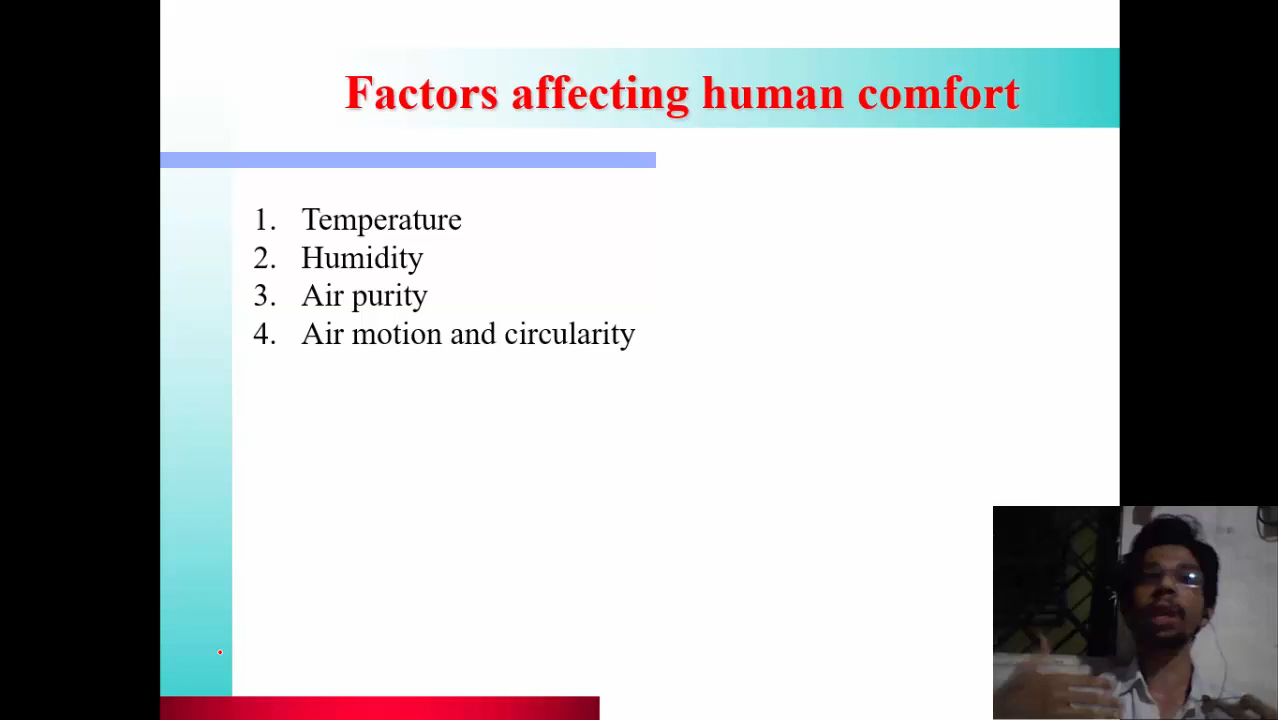 Factors affecting human comfort
1. Temperature
2. Humidity
3. Air purity
4. Air motion and circularity